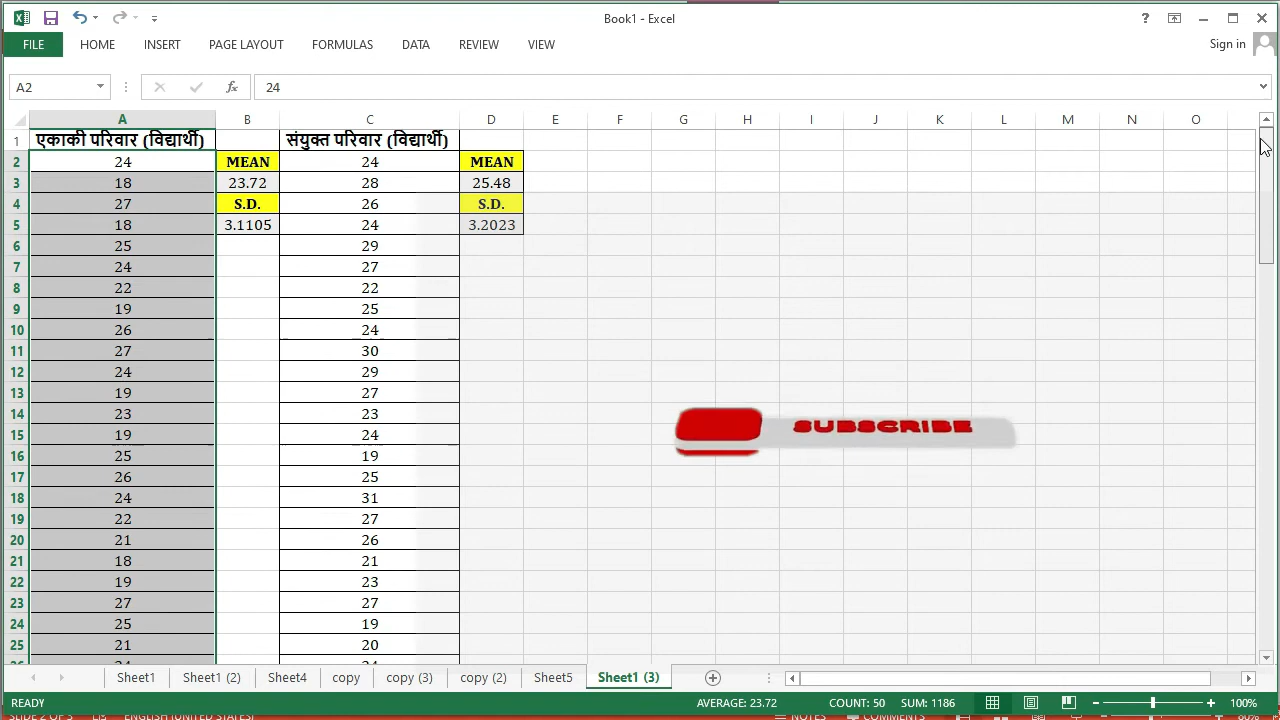 Book1 - Excel
?
FILE HOME INSERT PAGE LAYOUT FORMULAS DATA REVIEW VIEW Sign in
A2 fx 24
A B C D E F G H I J K L M N O
1 एकाकी परिवार (विद्यार्थी) संयुक्त परिवार (विद्यार्थी)
2 24 MEAN 24 MEAN
3 18 23.72 28 25.48
4 27 S.D. 26 S.D.
5 18 3.1105 24 3.2023
6 25 29
7 24 27
8 22 22
9 19 25
10 26 24
11 27 30
12 24 29
13 19 27
14 23 23
15 19 24
16 25 19
17 26 25
18 24 31
19 22 27
20 21 26
21 18 21
22 19 23
23 27 27
24 25 19
25 21 20
SUBSCRIBE
Sheet1 Sheet1 (2) Sheet4 copy copy (3) copy (2) Sheet5 Sheet1 (3)
READY AVERAGE: 23.72 COUNT: 50 SUM: 1186 100%